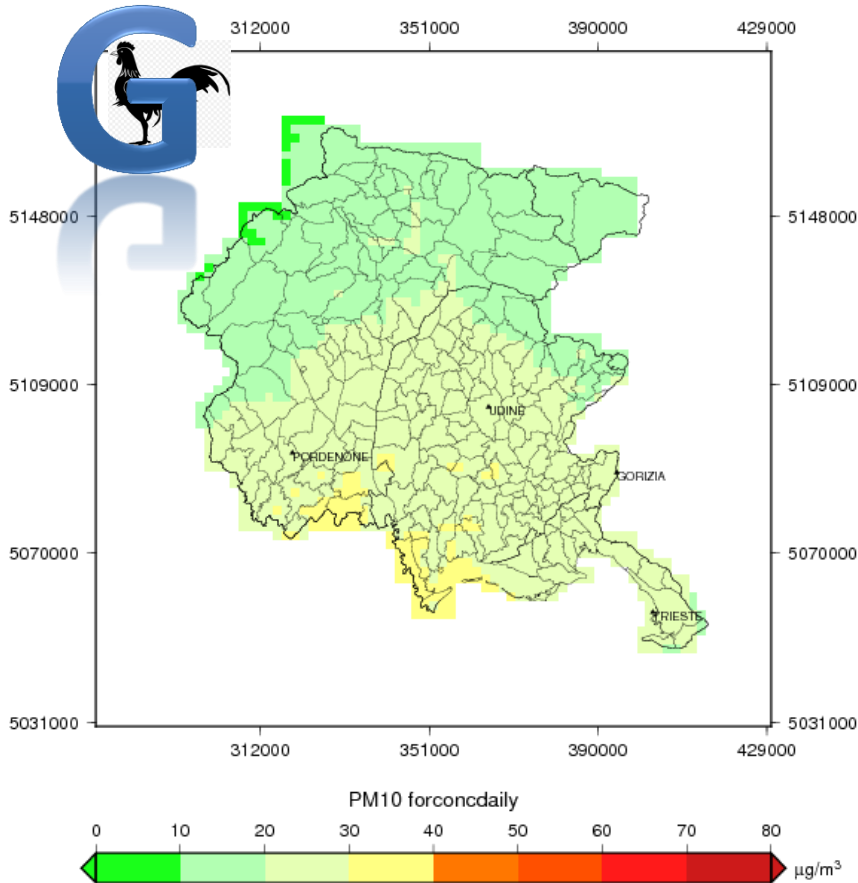 G
312000 351000 390000 429000
5148000 5148000
5109000 5109000
UDINE
PORDENONE
GORIZIA
5070000 5070000
TRIESTE
5031000 5031000
312000 351000 390000 429000
PM10 forconcdaily
0 10 20 30 40 50 60 70 80
µg/m³